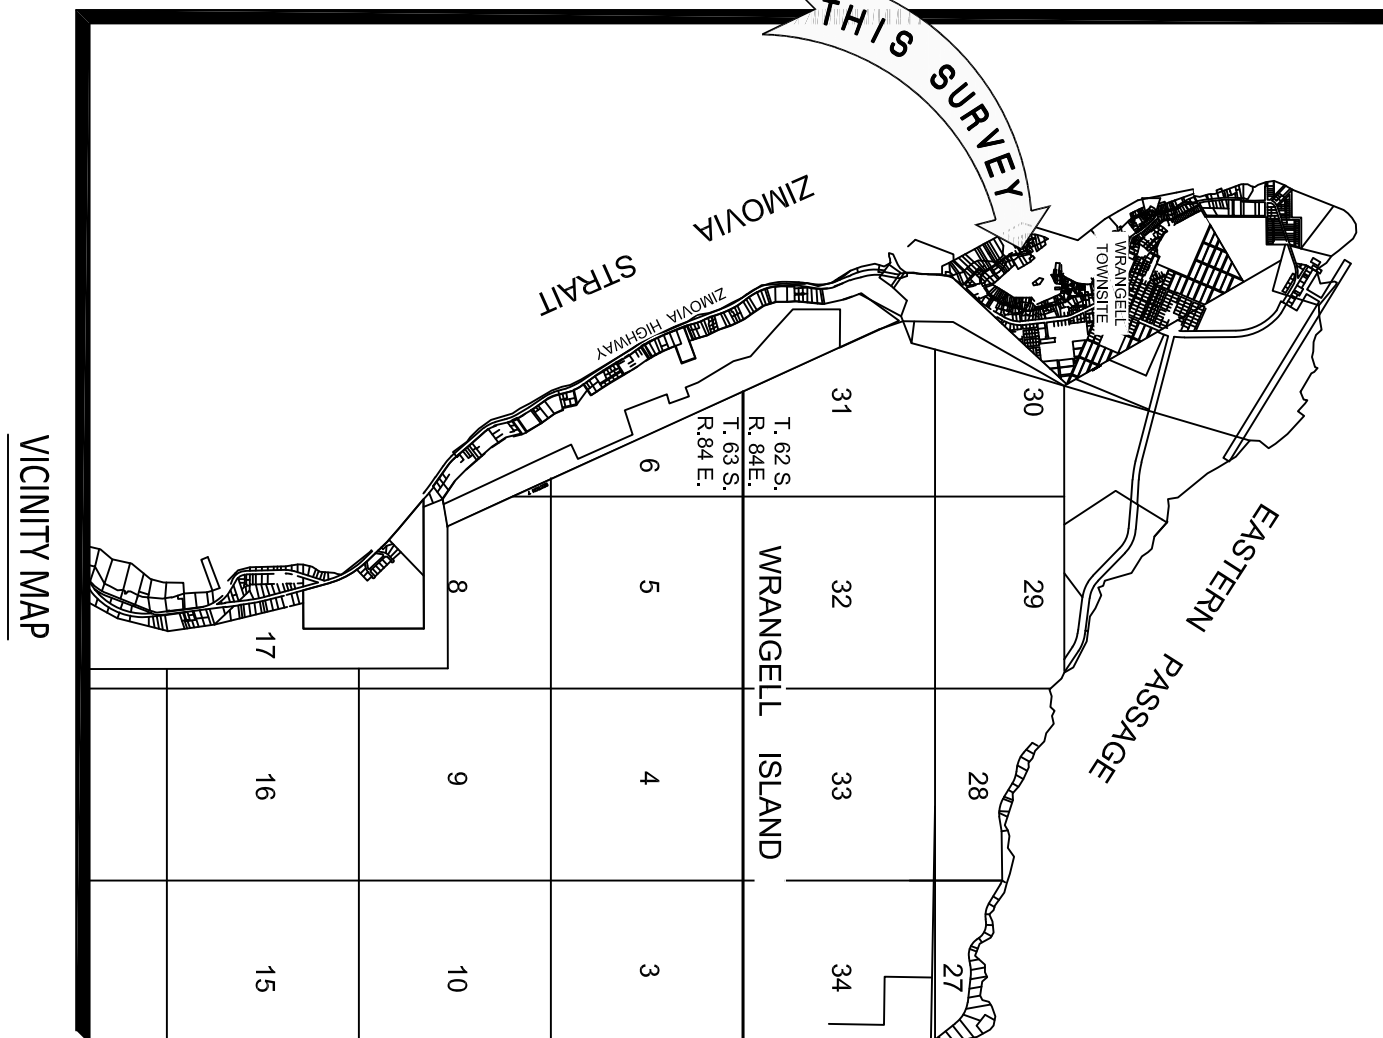 THIS SURVEY
ZIMOVIA
STRAIT
ZIMOVIA HIGHWAY
WRANGELL
TOWNSITE
EASTERN PASSAGE
30
29
28
27
31
32
33
34
T. 62 S.
R. 84E.
T. 63 S.
R.84 E.
WRANGELL ISLAND
6
5
4
3
8
9
10
17
16
15
VICINITY MAP